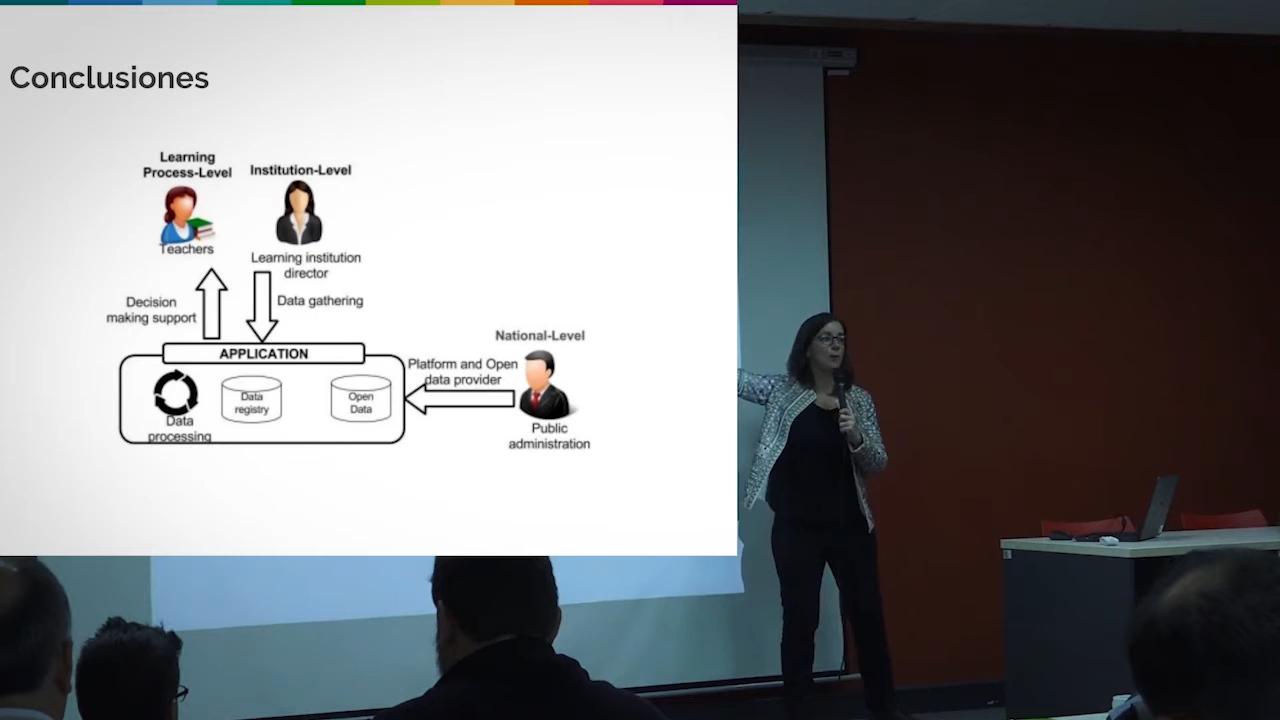 Conclusiones
Learning
Process-Level
Institution-Level
Teachers
Learning institution
director
Decision
making support
Data gathering
National-Level
APPLICATION
Platform and Open
data provider
Data
registry
Open
Data
Data
processing
Public
administration